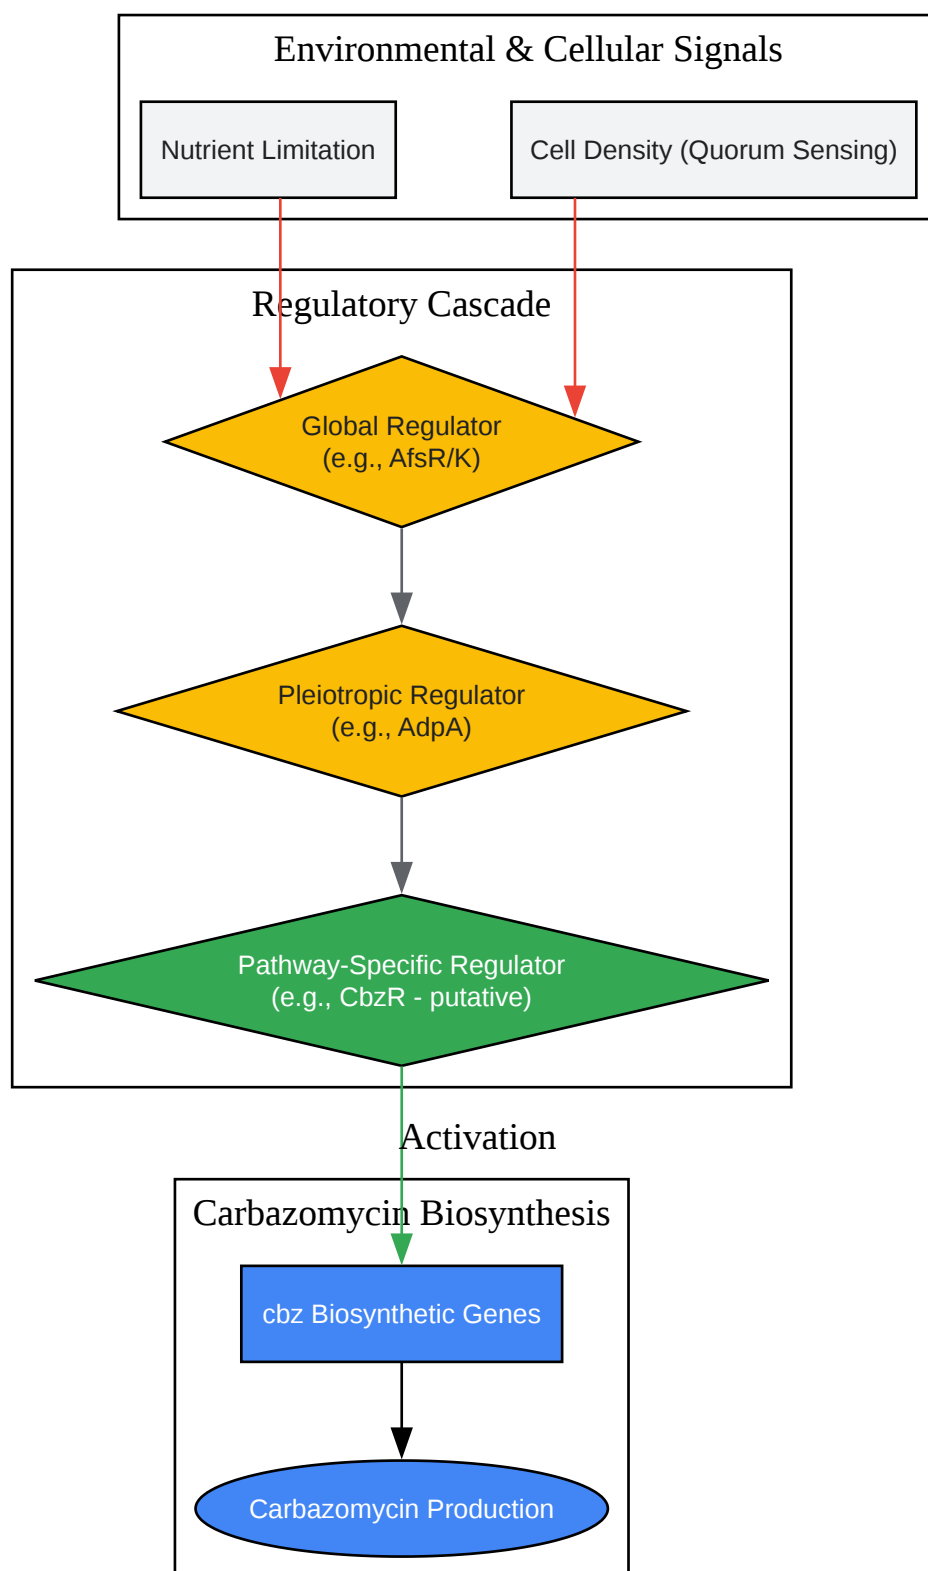 Environmental & Cellular Signals
Nutrient Limitation
Cell Density (Quorum Sensing)
Regulatory Cascade
Global Regulator
(e.g., AfsR/K)
Pleiotropic Regulator
(e.g., AdpA)
Pathway-Specific Regulator
(e.g., CbzR - putative)
Activation
Carbazomycin Biosynthesis
cbz Biosynthetic Genes
Carbazomycin Production